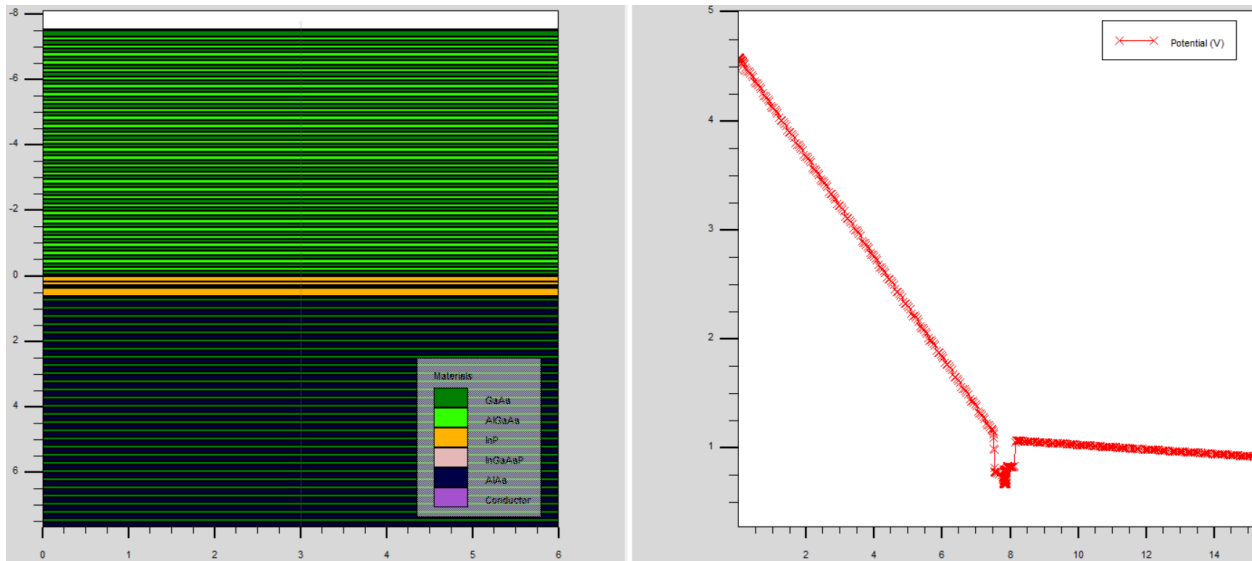 -8
-6
-4
-2
0
2
4
6
0 1 2 3 4 5 6
Materials
GaAs
AlGaAs
InP
InGaAsP
AlAs
Conductor
5
4
3
2
1
2 4 6 8 10 12 14
Potential (V)